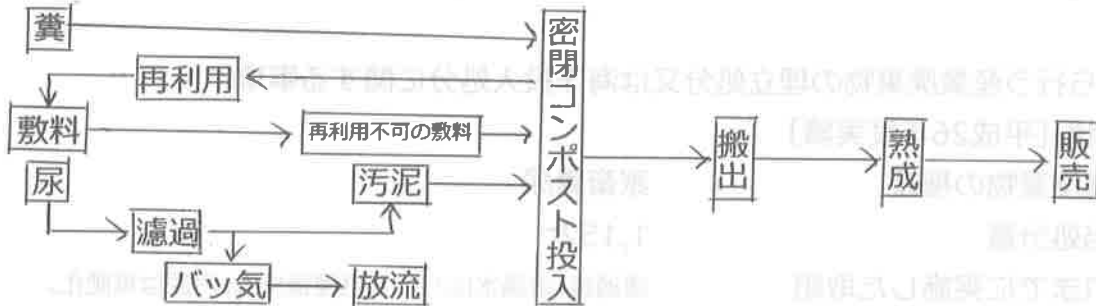 糞
再利用
敷料
再利用不可の敷料
尿
汚泥
濾過
バッ気
放流
密閉コンポスト投入
搬出
熟成
販売